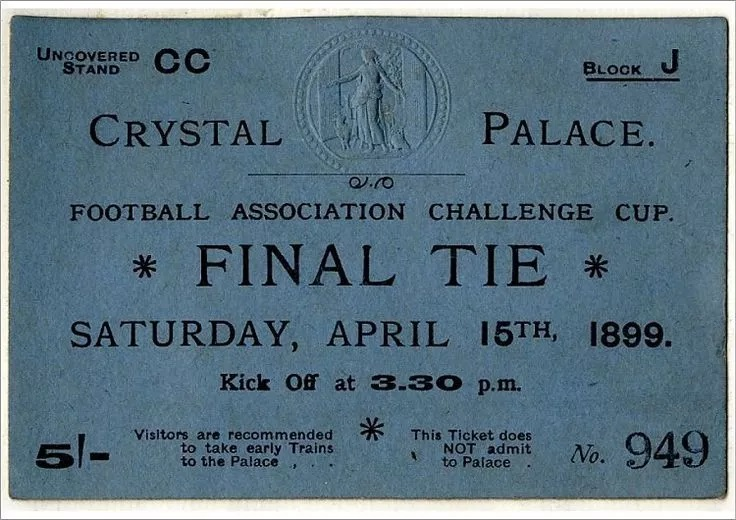 UNCOVERED STAND CC
BLOCK J
CRYSTAL PALACE.
FOOTBALL ASSOCIATION CHALLENGE CUP.
* FINAL TIE *
SATURDAY, APRIL 15TH, 1899.
Kick Off at 3.30 p.m.
5/-
Visitors are recommended
to take early Trains
to the Palace . . .
*
This Ticket does
NOT admit
to Palace .
No. 949